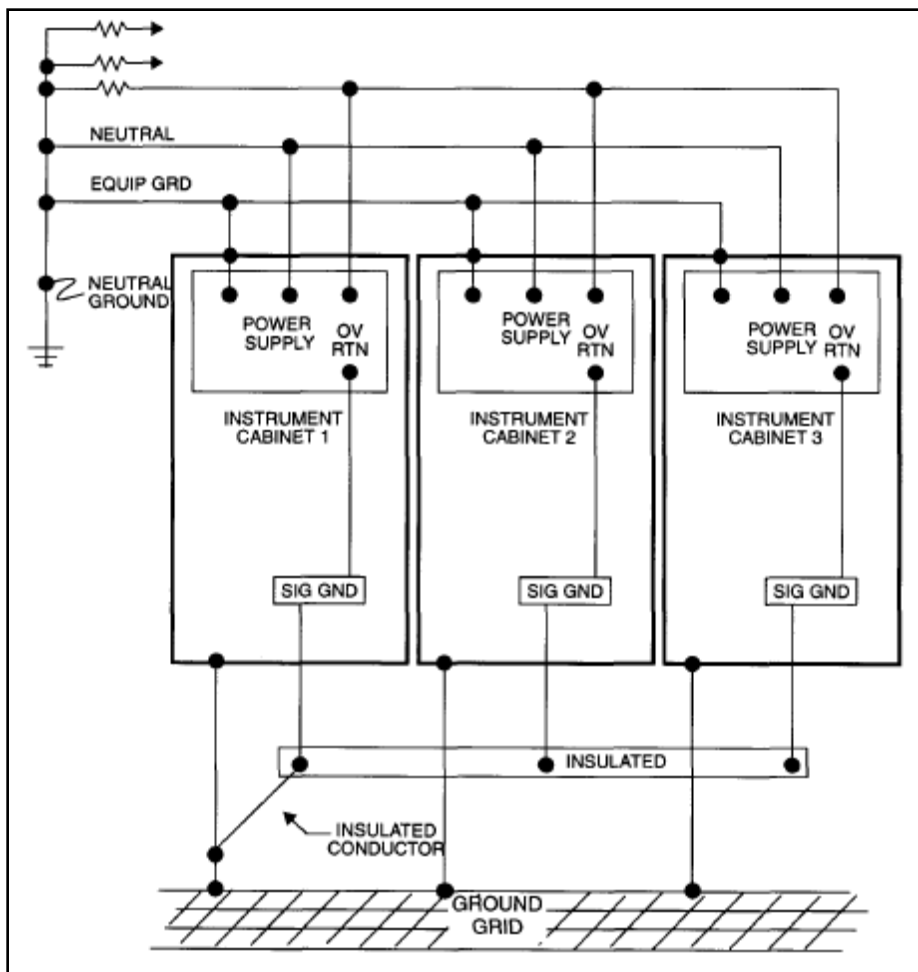 NEUTRAL
EQUIP GRD
NEUTRAL
GROUND
POWER
SUPPLY
OV
RTN
INSTRUMENT
CABINET 1
POWER
SUPPLY
OV
RTN
INSTRUMENT
CABINET 2
POWER
SUPPLY
OV
RTN
INSTRUMENT
CABINET 3
SIG GND
SIG GND
SIG GND
INSULATED
INSULATED
CONDUCTOR
GROUND
GRID